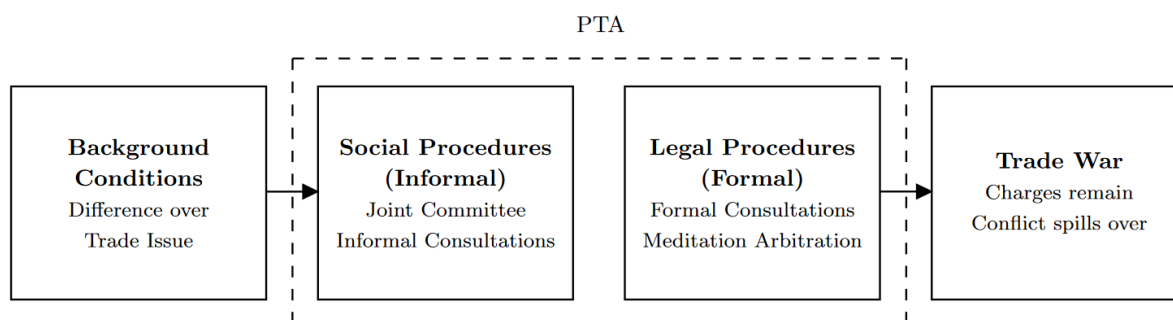 PTA
Background
Conditions
Difference over
Trade Issue
Social Procedures
(Informal)
Joint Committee
Informal Consultations
Legal Procedures
(Formal)
Formal Consultations
Meditation Arbitration
Trade War
Charges remain
Conflict spills over